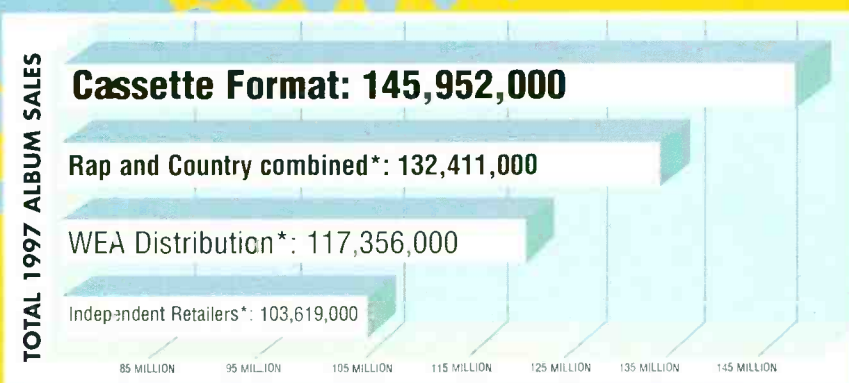 TOTAL 1997 ALBUM SALES
Cassette Format: 145,952,000
Rap and Country combined*: 132,411,000
WEA Distribution*: 117,356,000
Independent Retailers*: 103,619,000
85 MILLION 95 MILLION 105 MILLION 115 MILLION 125 MILLION 135 MILLION 145 MILLION